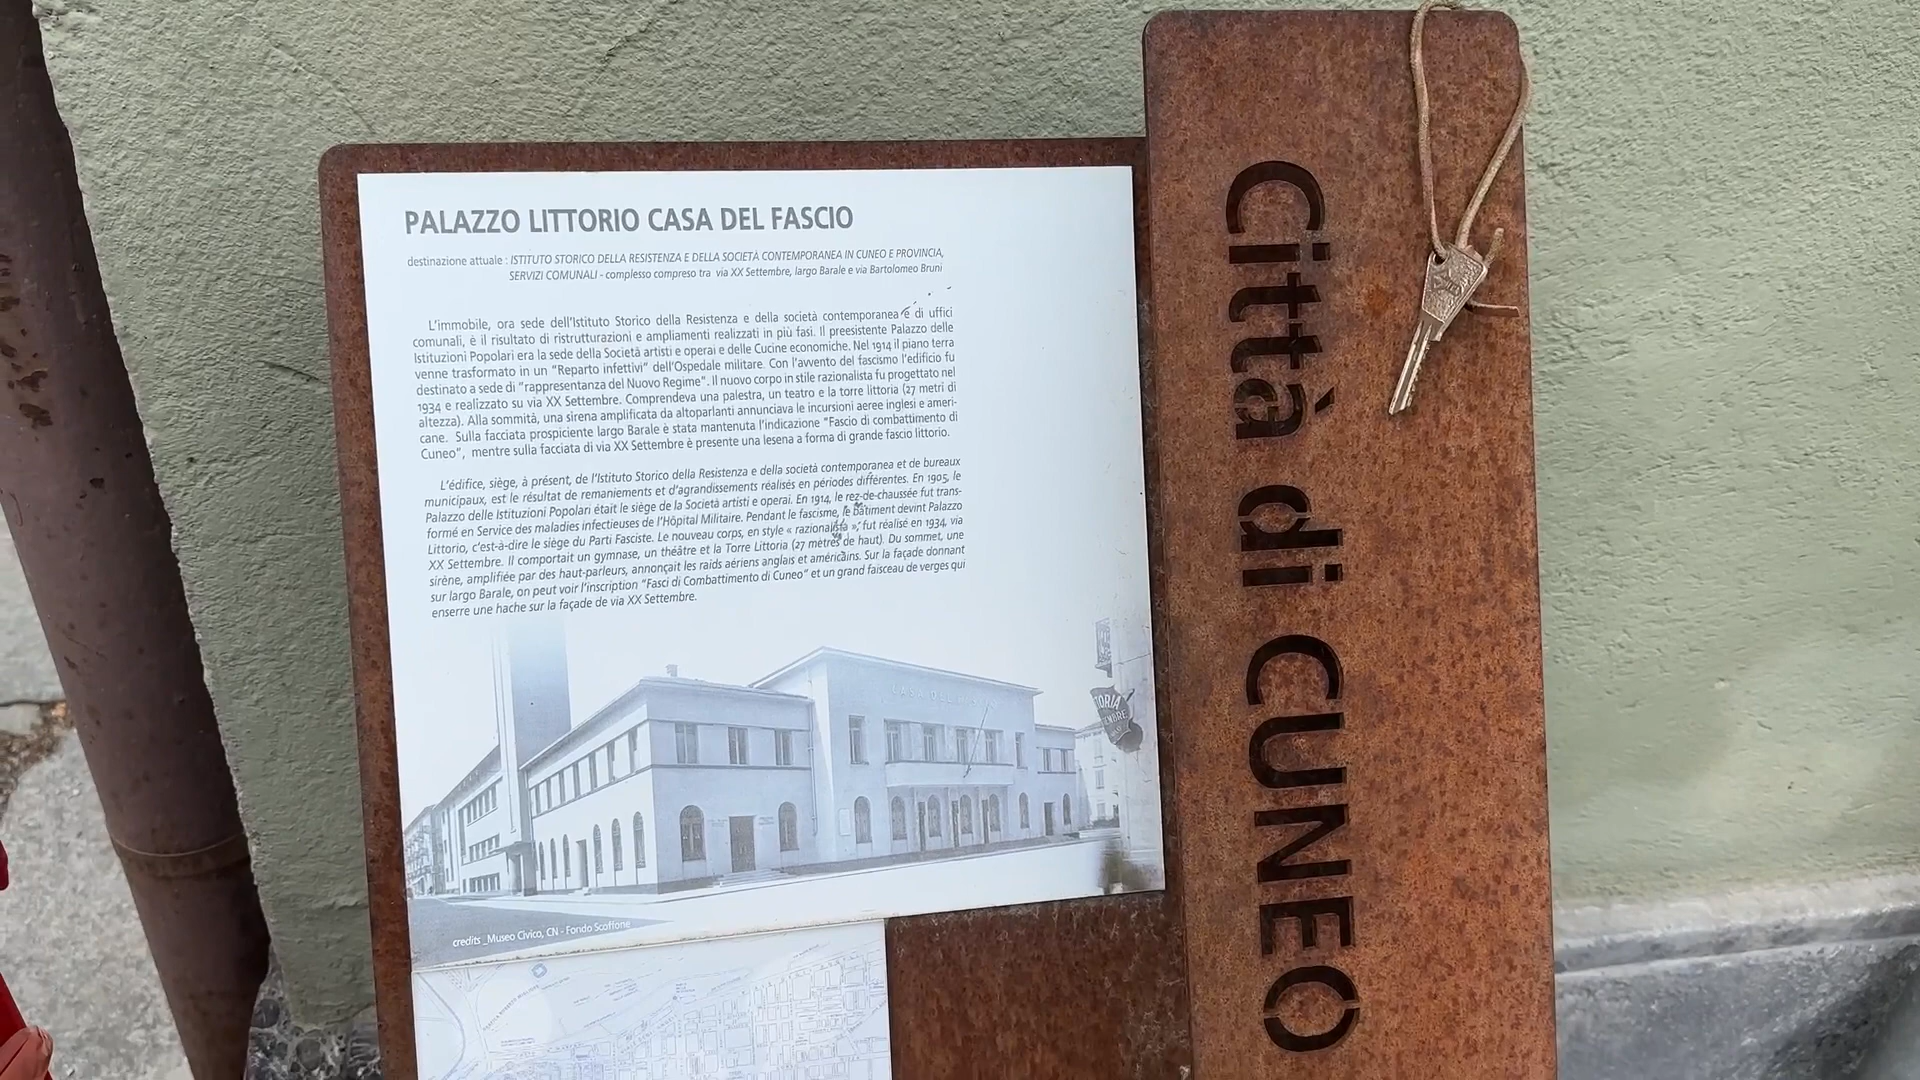 PALAZZO LITTORIO CASA DEL FASCIO
destinazione attuale : ISTITUTO STORICO DELLA RESISTENZA E DELLA SOCIETÀ CONTEMPORANEA IN CUNEO E PROVINCIA,
SERVIZI COMUNALI - complesso compreso tra via XX Settembre, largo Barale e via Bartolomeo Bruni
L'immobile, ora sede dell'Istituto Storico della Resistenza e della società contemporanea e di uffici
comunali, è il risultato di ristrutturazioni e ampliamenti realizzati in più fasi. Il preesistente Palazzo delle
Istituzioni Popolari era la sede della Società artisti e operai e delle Cucine economiche. Nel 1914 il piano terra
venne trasformato in un "Reparto infettivi" dell'Ospedale militare. Con l'avvento del fascismo l'edificio fu
destinato a sede di "rappresentanza del Nuovo Regime". Il nuovo corpo in stile razionalista fu progettato nel
1934 e realizzato su via XX Settembre. Comprendeva una palestra, un teatro e la torre littoria (27 metri di
altezza). Alla sommità, una sirena amplificata da altoparlanti annunciava le incursioni aeree inglesi e ameri-
cane. Sulla facciata prospiciente largo Barale è stata mantenuta l'indicazione "Fascio di combattimento di
Cuneo", mentre sulla facciata di via XX Settembre è presente una lesena a forma di grande fascio littorio.
L'édifice, siège, à présent, de l'Istituto Storico della Resistenza e della società contemporanea et de bureaux
municipaux, est le résultat de remaniements et d'agrandissements réalisés en périodes différentes. En 1905, le
Palazzo delle Istituzioni Popolari était le siège de la Società artisti e operai. En 1914, le rez-de-chaussée fut trans-
formé en Service des maladies infectieuses de l'Hôpital Militaire. Pendant le fascisme, le bâtiment devint Palazzo
Littorio, c'est-à-dire le siège du Parti Fasciste. Le nouveau corps, en style « razionalista », fut réalisé en 1934, via
XX Settembre. Il comportait un gymnase, un théâtre et la Torre Littoria (27 mètres de haut). Du sommet, une
sirène, amplifiée par des haut-parleurs, annonçait les raids aériens anglais et américains. Sur la façade donnant
sur largo Barale, on peut voir l'inscription "Fasci di Combattimento di Cuneo" et un grand faisceau de verges qui
enserre une hache sur la façade de via XX Settembre.
CASA DEL
credits _Museo Civico, CN - Fondo Scoffone
Città di CUNEO